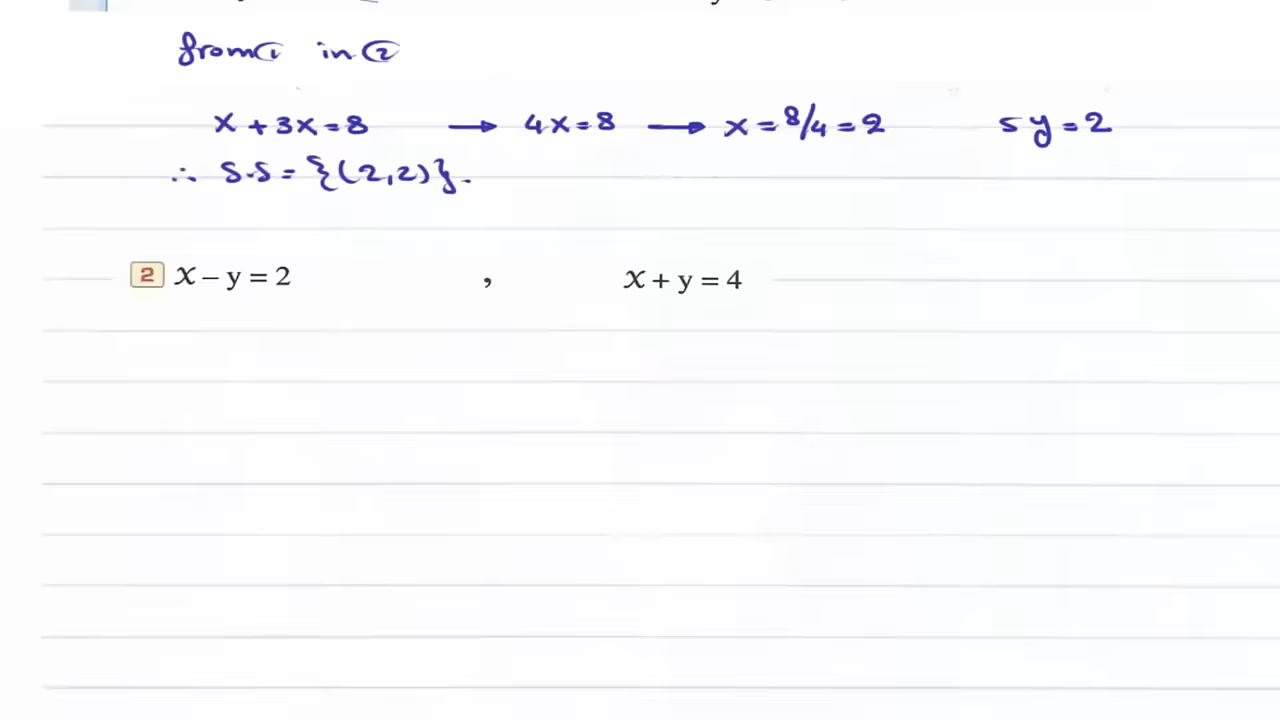 from ① in ②
x + 3x = 8 → 4x = 8 → x = 8/4 = 2 , y = 2
∴ S.S = {(2,2)}.
2 x – y = 2 , x + y = 4